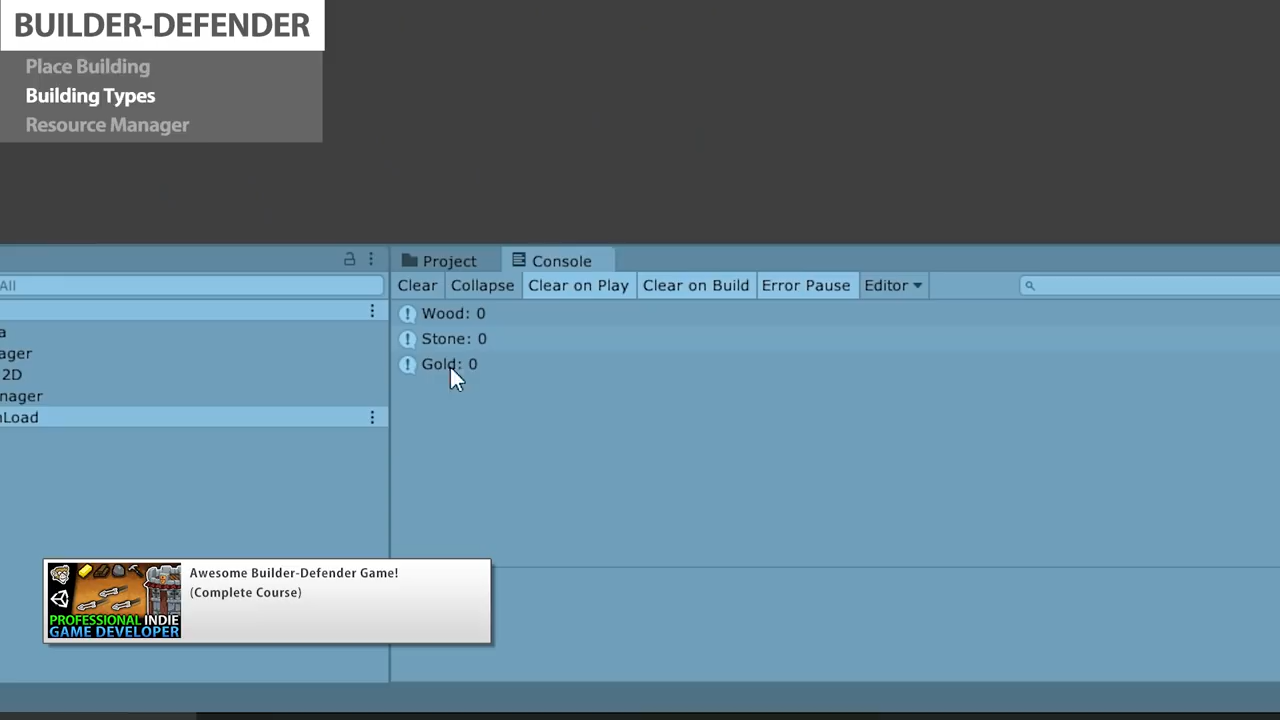 BUILDER-DEFENDER
Place Building
Building Types
Resource Manager
Project
Console
All
Clear
Collapse
Clear on Play
Clear on Build
Error Pause
Editor
Wood: 0
Stone: 0
Gold: 0
a
ager
2D
nager
nLoad
Awesome Builder-Defender Game!
(Complete Course)
PROFESSIONAL INDIE
GAME DEVELOPER